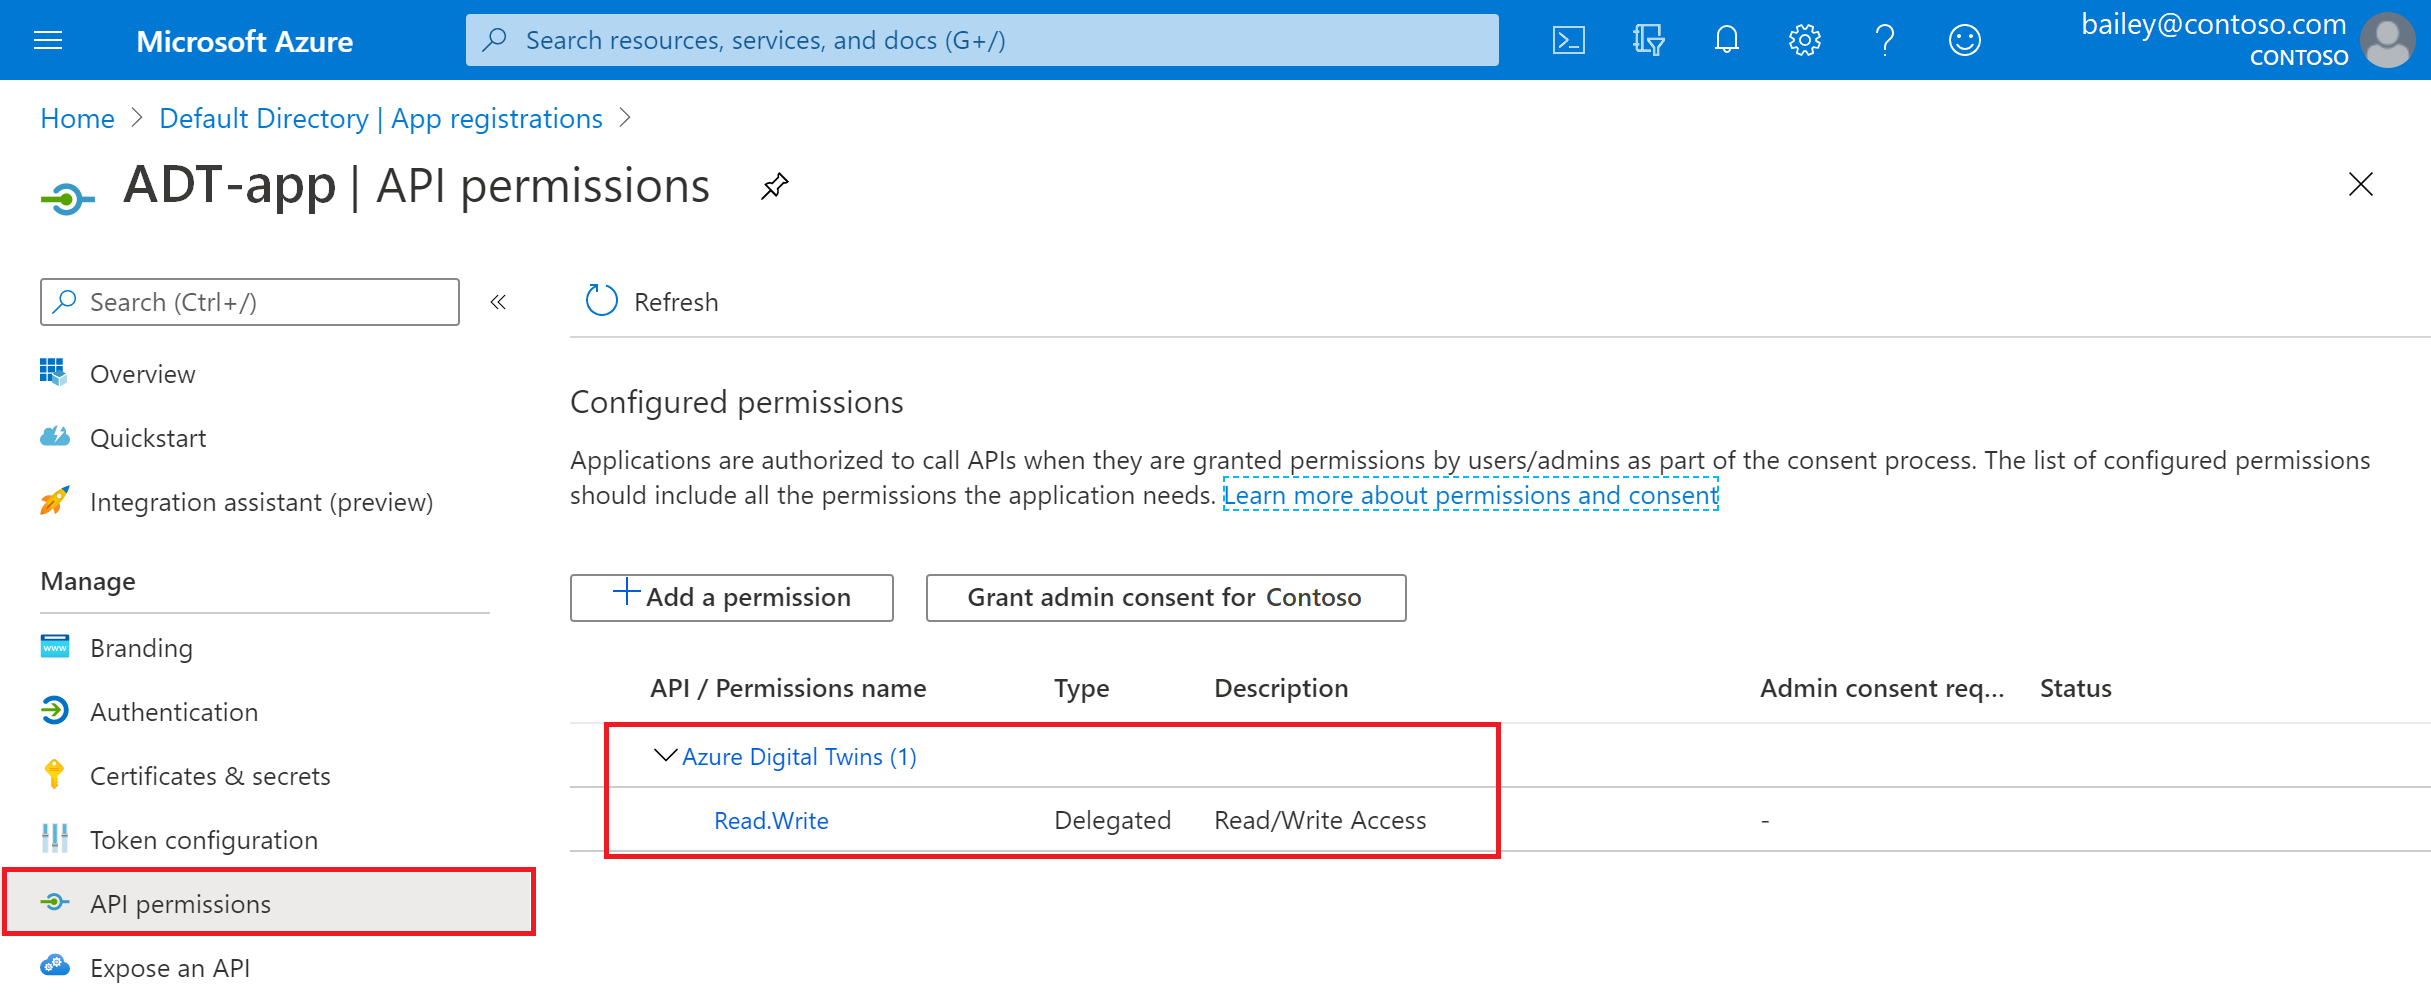 Microsoft Azure
Search resources, services, and docs (G+/)
bailey@contoso.com
CONTOSO
Home > Default Directory | App registrations >
ADT-app | API permissions
Search (Ctrl+/)
«
Refresh
Overview
Quickstart
Integration assistant (preview)
Manage
Branding
Authentication
Certificates & secrets
Token configuration
API permissions
Expose an API
Configured permissions
Applications are authorized to call APIs when they are granted permissions by users/admins as part of the consent process. The list of configured permissions
should include all the permissions the application needs. Learn more about permissions and consent
Add a permission
Grant admin consent for Contoso
API / Permissions name Type Description Admin consent req... Status
Azure Digital Twins (1)
Read.Write Delegated Read/Write Access -